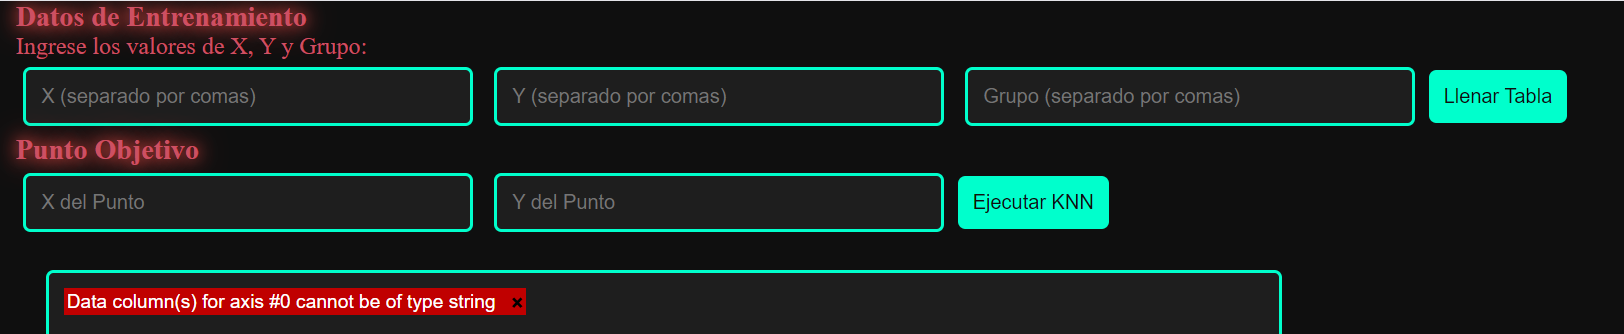 Datos de Entrenamiento
Ingrese los valores de X, Y y Grupo:
X (separado por comas)
Y (separado por comas)
Grupo (separado por comas)
Llenar Tabla
Punto Objetivo
X del Punto
Y del Punto
Ejecutar KNN
Data column(s) for axis #0 cannot be of type string ×